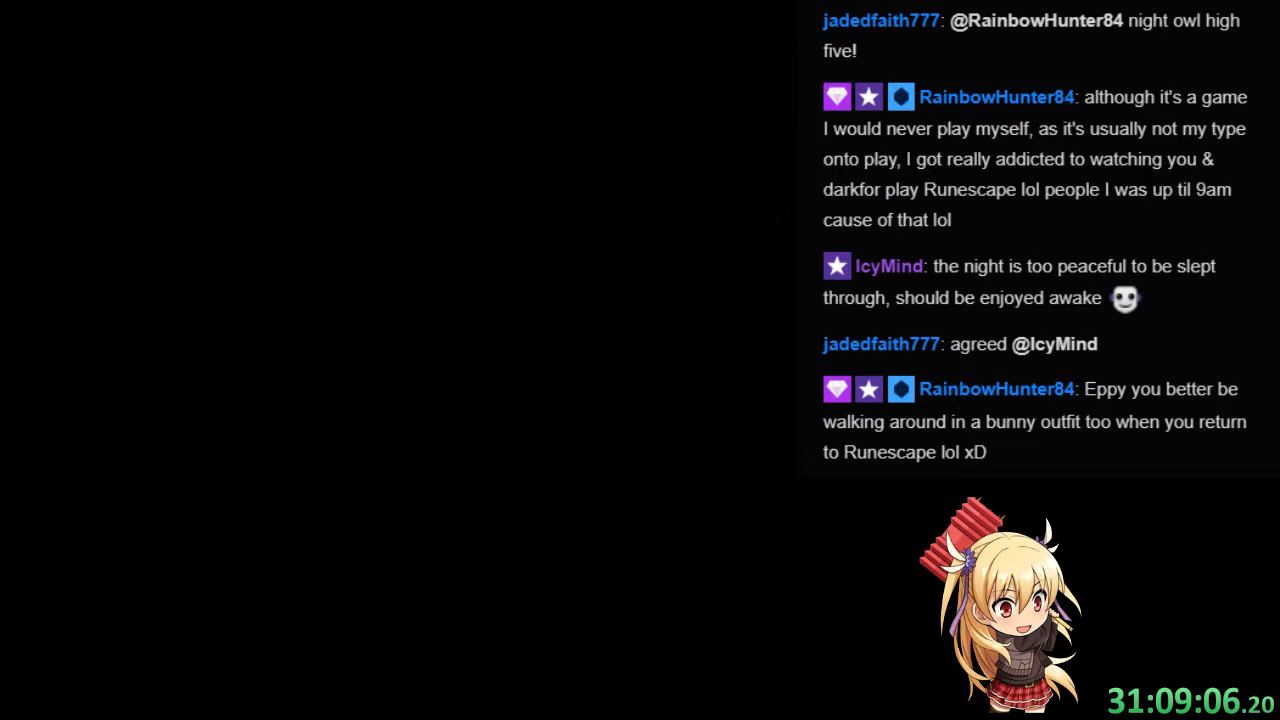 jadedfaith777: @RainbowHunter84 night owl high
five!
RainbowHunter84: although it's a game
I would never play myself, as it's usually not my type
onto play, I got really addicted to watching you &
darkfor play Runescape lol people I was up til 9am
cause of that lol
IcyMind: the night is too peaceful to be slept
through, should be enjoyed awake
jadedfaith777: agreed @IcyMind
RainbowHunter84: Eppy you better be
walking around in a bunny outfit too when you return
to Runescape lol xD
31:09:06.20